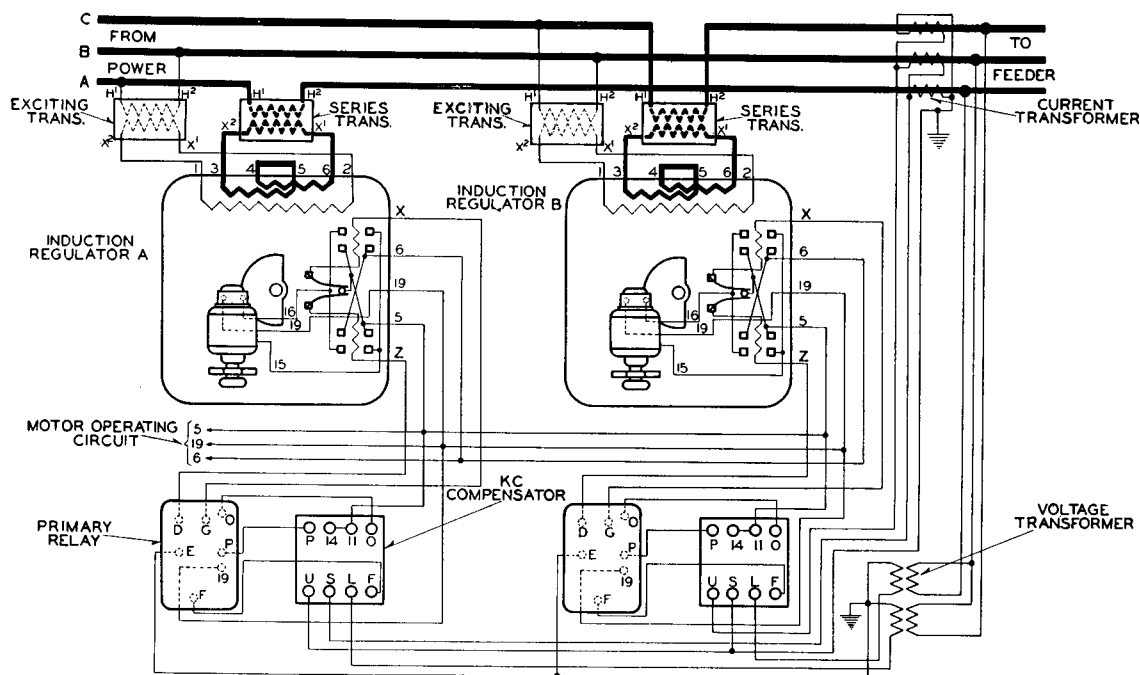 C
FROM
B
POWER
A
TO
FEEDER
H1 H2
EXCITING
TRANS.
X2 X1
H1 H2
SERIES
TRANS.
X2 X1
H1 H2
EXCITING
TRANS.
X2 X1
H1 H2
SERIES
TRANS.
X2 X1
CURRENT
TRANSFORMER
1 3 4 5 6 2
1 3 4 5 6 2
INDUCTION
REGULATOR A
X
6
19
16
19
5
15
Z
INDUCTION
REGULATOR B
X
6
19
16
19
5
15
Z
MOTOR OPERATING
CIRCUIT
5
19
6
KC
COMPENSATOR
PRIMARY
RELAY
D G O
E P
19
F
P 14 11 O
U S L F
D G O
E P
19
F
P 14 11 O
U S L F
VOLTAGE
TRANSFORMER